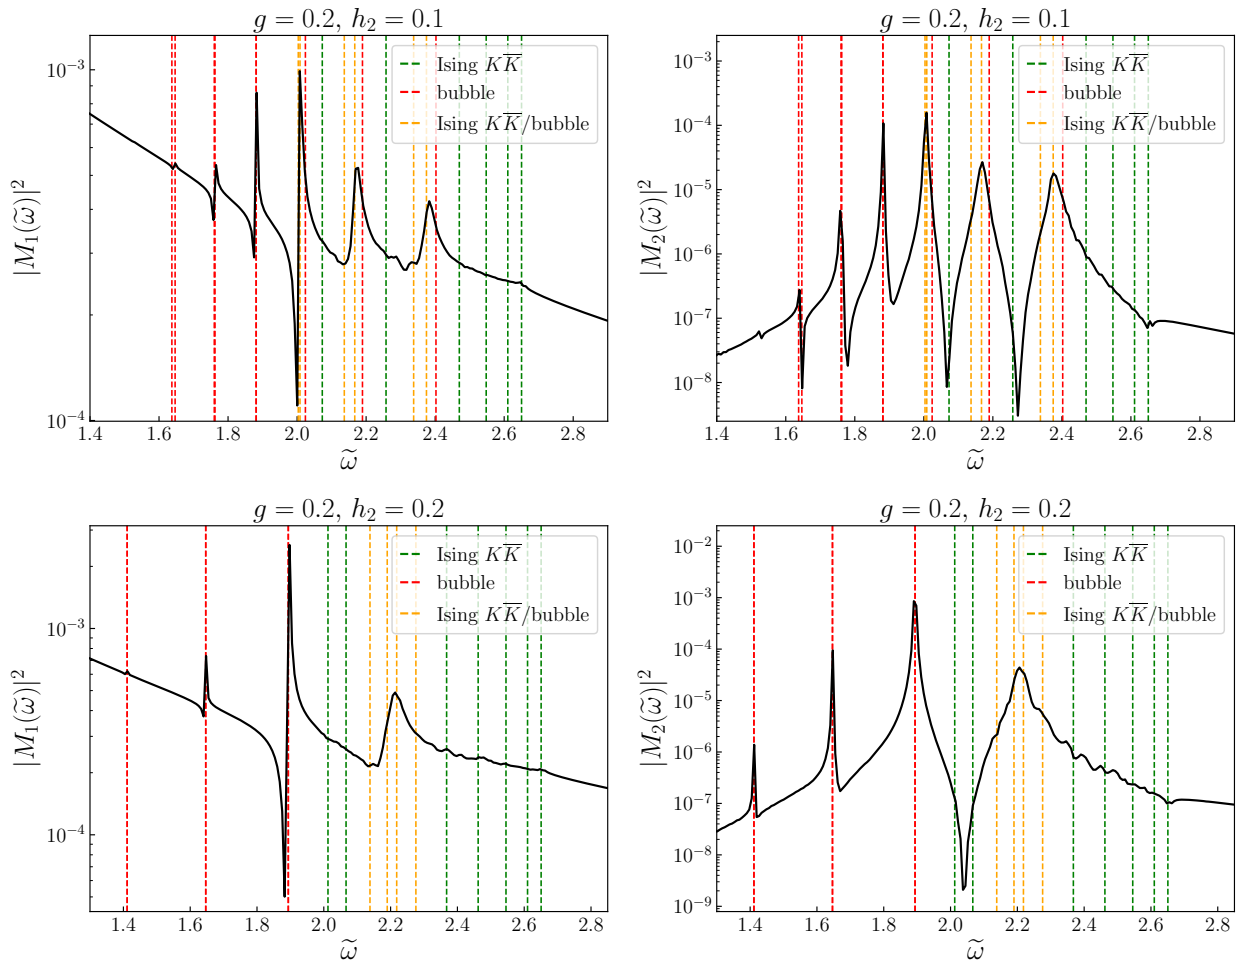 g = 0.2, h₂ = 0.1
|M₁(ω̃)|²
10⁻³
10⁻⁴
Ising KK̅
bubble
Ising KK̅/bubble
1.4 1.6 1.8 2.0 2.2 2.4 2.6 2.8
ω̃
g = 0.2, h₂ = 0.1
|M₂(ω̃)|²
10⁻³
10⁻⁴
10⁻⁵
10⁻⁶
10⁻⁷
10⁻⁸
Ising KK̅
bubble
Ising KK̅/bubble
1.4 1.6 1.8 2.0 2.2 2.4 2.6 2.8
ω̃
g = 0.2, h₂ = 0.2
|M₁(ω̃)|²
10⁻³
10⁻⁴
Ising KK̅
bubble
Ising KK̅/bubble
1.4 1.6 1.8 2.0 2.2 2.4 2.6 2.8
ω̃
g = 0.2, h₂ = 0.2
|M₂(ω̃)|²
10⁻²
10⁻³
10⁻⁴
10⁻⁵
10⁻⁶
10⁻⁷
10⁻⁸
10⁻⁹
Ising KK̅
bubble
Ising KK̅/bubble
1.4 1.6 1.8 2.0 2.2 2.4 2.6 2.8
ω̃